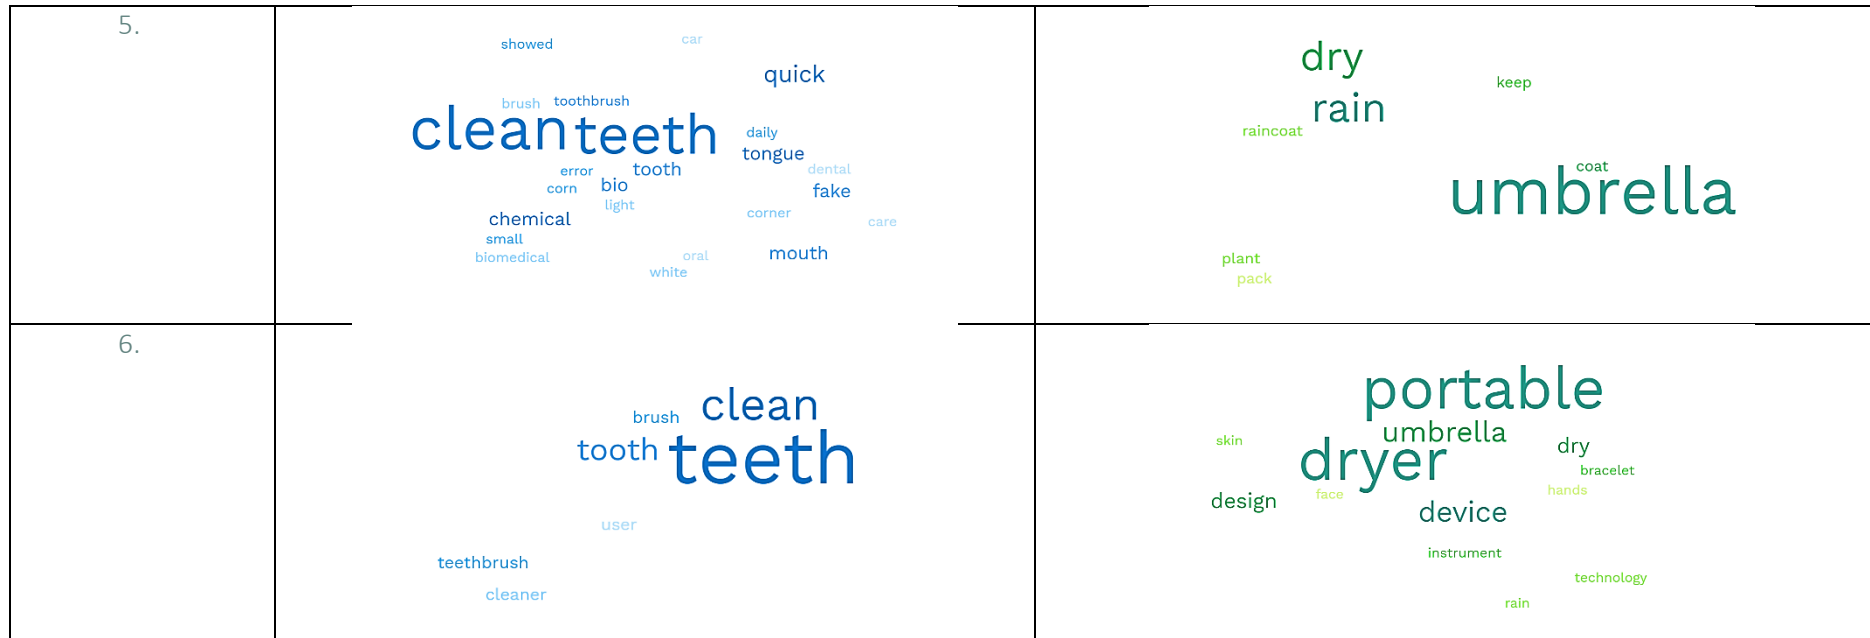 5.
showed
car
quick
brush toothbrush
clean teeth
daily
tongue
error
tooth
dental
corn
bio
fake
light
chemical
corner
care
small
biomedical
oral
mouth
white
dry
keep
rain
raincoat
coat
umbrella
plant
pack
6.
clean
brush
tooth teeth
user
teethbrush
cleaner
portable
umbrella
skin
dryer
dry
bracelet
face
hands
design
device
instrument
technology
rain